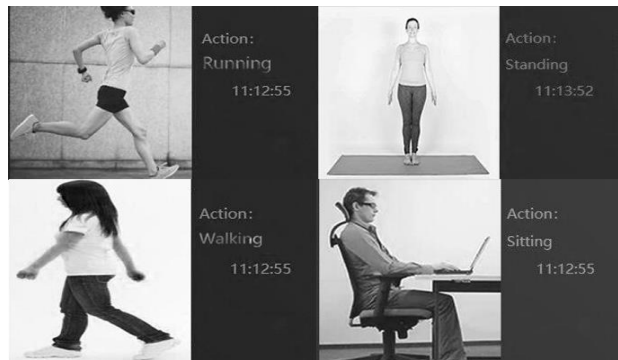 Action:
Running
11:12:55
Action:
Standing
11:13:52
Action:
Walking
11:12:55
Action:
Sitting
11:12:55